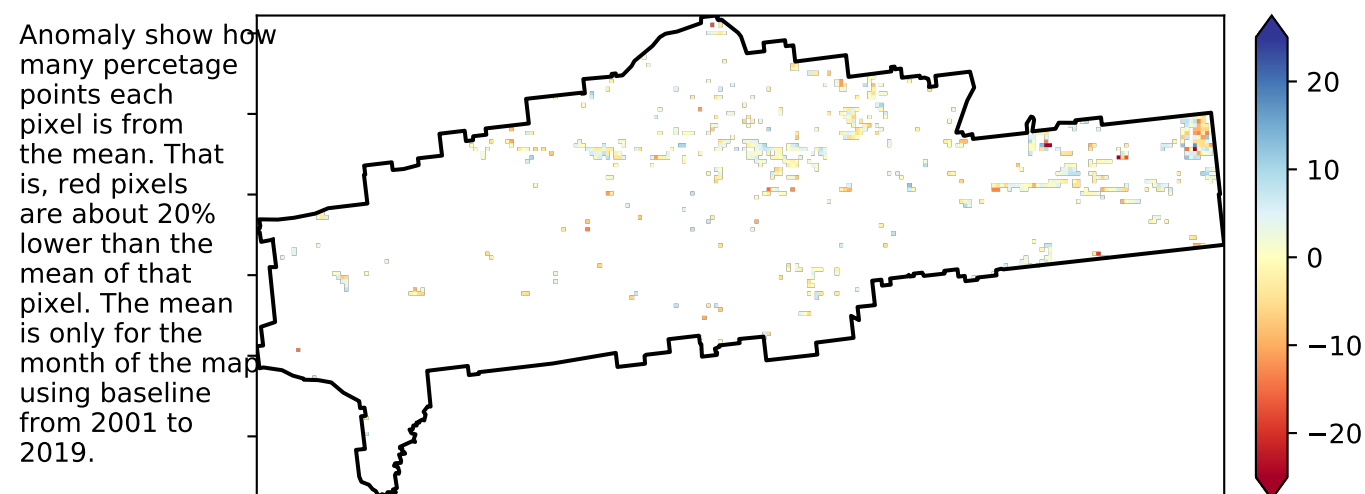 Anomaly show how
many percetage
points each
pixel is from
the mean. That
is, red pixels
are about 20%
lower than the
mean of that
pixel. The mean
is only for the
month of the map
using baseline
from 2001 to
2019.
20
10
0
−10
−20